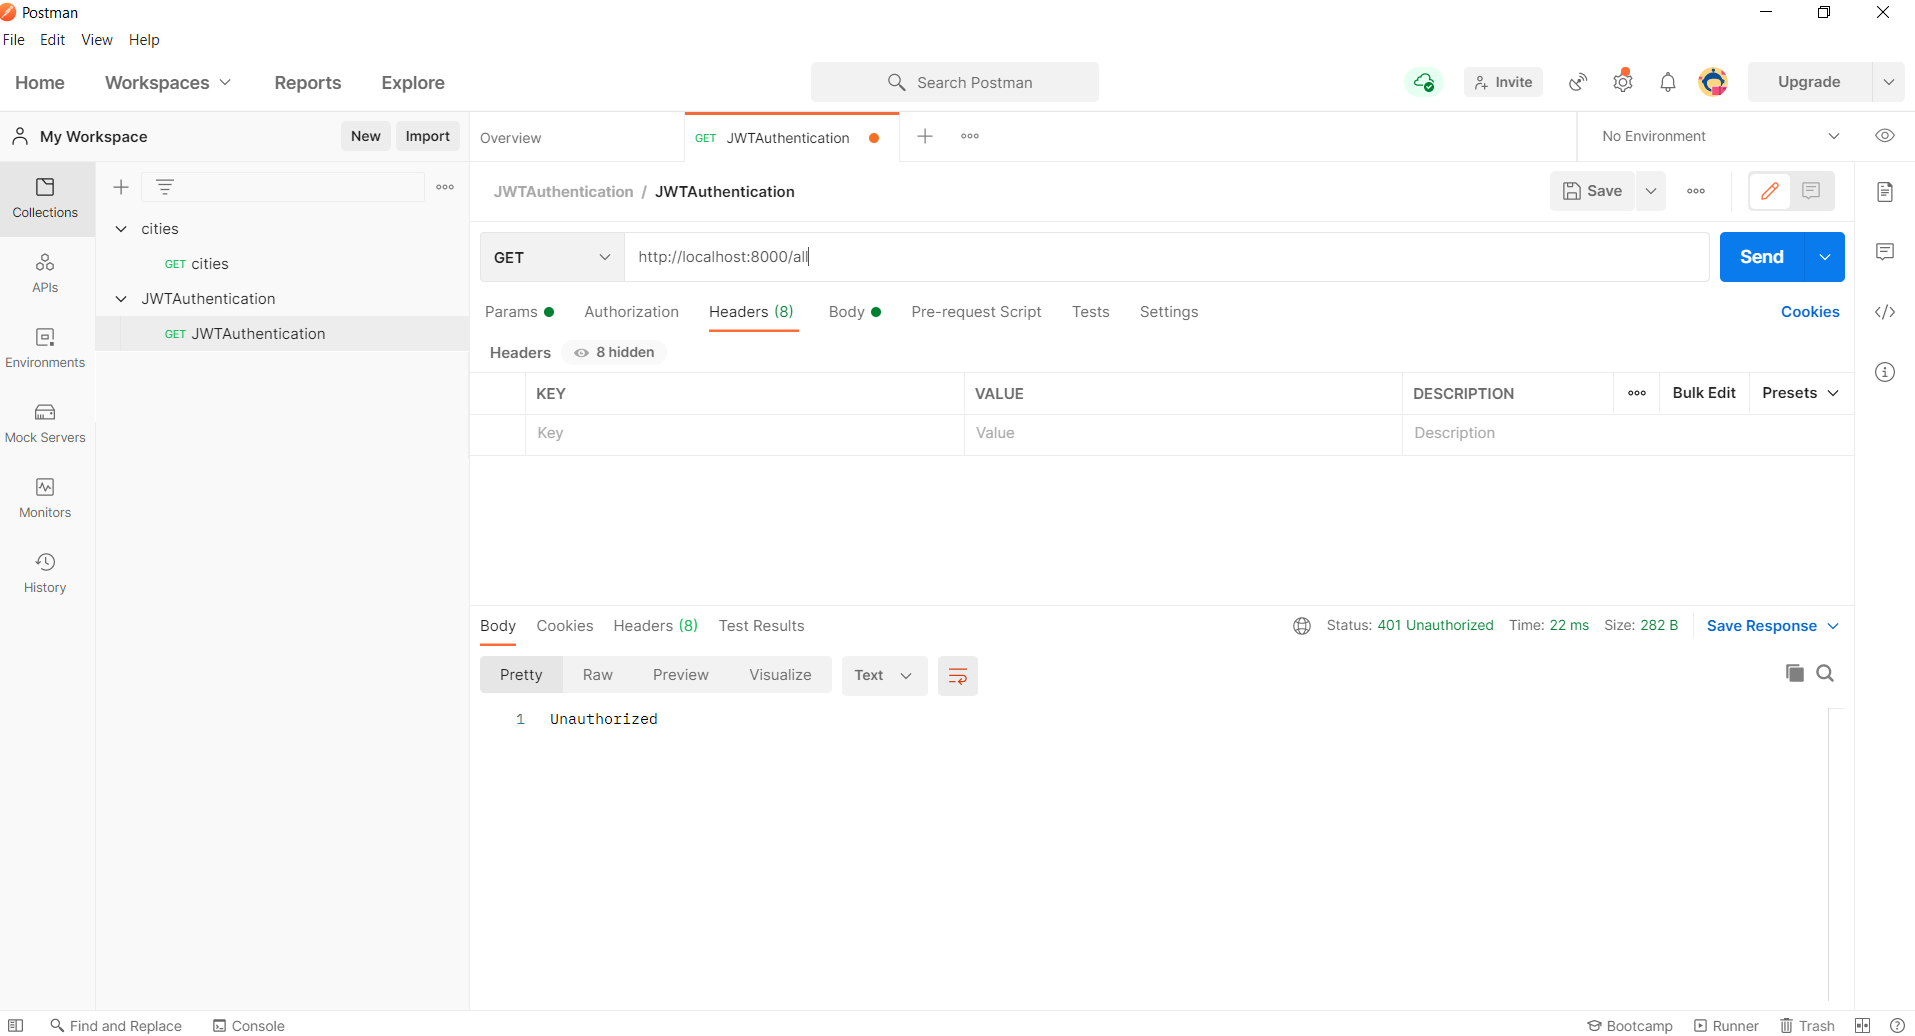 Postman
File Edit View Help
Home Workspaces Reports Explore Search Postman Invite Upgrade
My Workspace New Import Overview GET JWTAuthentication No Environment
Collections
APIs
Environments
Mock Servers
Monitors
History
cities
GET cities
JWTAuthentication
GET JWTAuthentication
JWTAuthentication / JWTAuthentication Save
GET http://localhost:8000/all Send
Params Authorization Headers (8) Body Pre-request Script Tests Settings Cookies
Headers 8 hidden
KEY VALUE DESCRIPTION Bulk Edit Presets
Key Value Description
Body Cookies Headers (8) Test Results Status: 401 Unauthorized Time: 22 ms Size: 282 B Save Response
Pretty Raw Preview Visualize Text
1 Unauthorized
Find and Replace Console Bootcamp Runner Trash